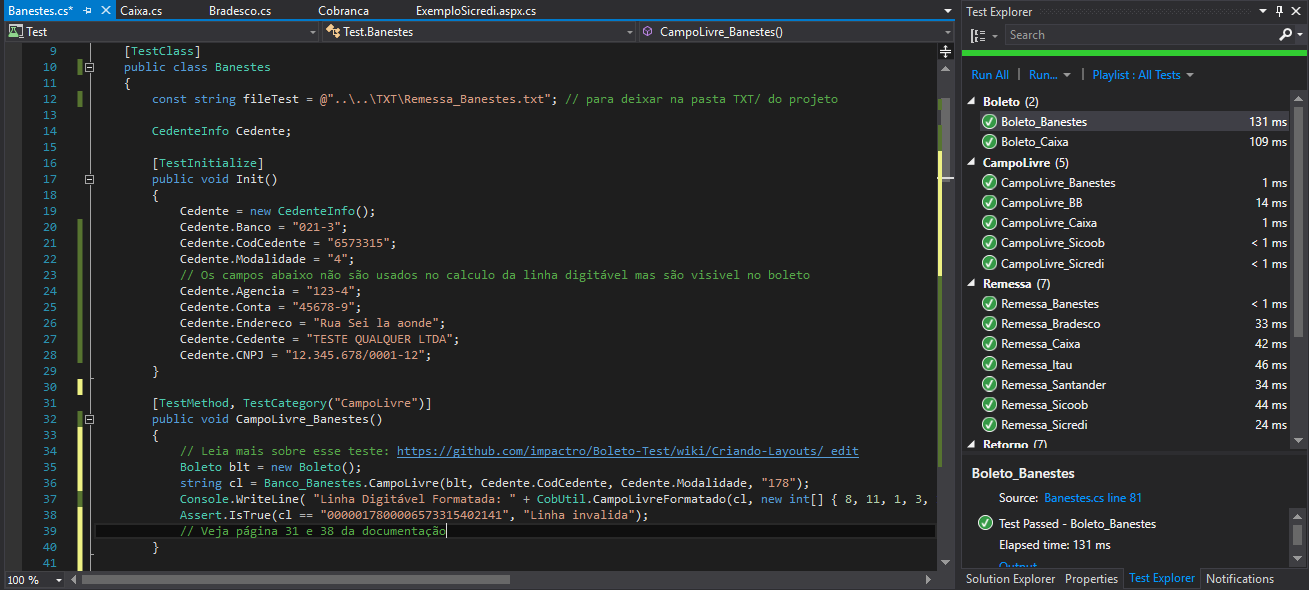 Banestes.cs* Caixa.cs Bradesco.cs Cobranca ExemploSicredi.aspx.cs
Test Test.Banestes CampoLivre_Banestes()
9 [TestClass]
10 public class Banestes
11 {
12 const string fileTest = @"..\..\TXT\Remessa_Banestes.txt"; // para deixar na pasta TXT/ do projeto
13
14 CedenteInfo Cedente;
15
16 [TestInitialize]
17 public void Init()
18 {
19 Cedente = new CedenteInfo();
20 Cedente.Banco = "021-3";
21 Cedente.CodCedente = "6573315";
22 Cedente.Modalidade = "4";
23 // Os campos abaixo não são usados no calculo da linha digitável mas são visivel no boleto
24 Cedente.Agencia = "123-4";
25 Cedente.Conta = "45678-9";
26 Cedente.Endereco = "Rua Sei la aonde";
27 Cedente.Cedente = "TESTE QUALQUER LTDA";
28 Cedente.CNPJ = "12.345.678/0001-12";
29 }
30
31 [TestMethod, TestCategory("CampoLivre")]
32 public void CampoLivre_Banestes()
33 {
34 // Leia mais sobre esse teste: https://github.com/impactro/Boleto-Test/wiki/Criando-Layouts/_edit
35 Boleto blt = new Boleto();
36 string cl = Banco_Banestes.CampoLivre(blt, Cedente.CodCedente, Cedente.Modalidade, "178");
37 Console.WriteLine( "Linha Digitável Formatada: " + CobUtil.CampoLivreFormatado(cl, new int[] { 8, 11, 1, 3,
38 Assert.IsTrue(cl == "0000017800006573315402141", "Linha invalida");
39 // Veja página 31 e 38 da documentação
40 }
41
100 %
Test Explorer
Search
Run All Run... Playlist : All Tests
Boleto (2)
Boleto_Banestes 131 ms
Boleto_Caixa 109 ms
CampoLivre (5)
CampoLivre_Banestes 1 ms
CampoLivre_BB 14 ms
CampoLivre_Caixa 1 ms
CampoLivre_Sicoob < 1 ms
CampoLivre_Sicredi < 1 ms
Remessa (7)
Remessa_Banestes < 1 ms
Remessa_Bradesco 33 ms
Remessa_Caixa 42 ms
Remessa_Itau 46 ms
Remessa_Santander 34 ms
Remessa_Sicoob 44 ms
Remessa_Sicredi 24 ms
Retorno (7)
Boleto_Banestes
Source: Banestes.cs line 81
Test Passed - Boleto_Banestes
Elapsed time: 131 ms
Output
Solution Explorer Properties Test Explorer Notifications